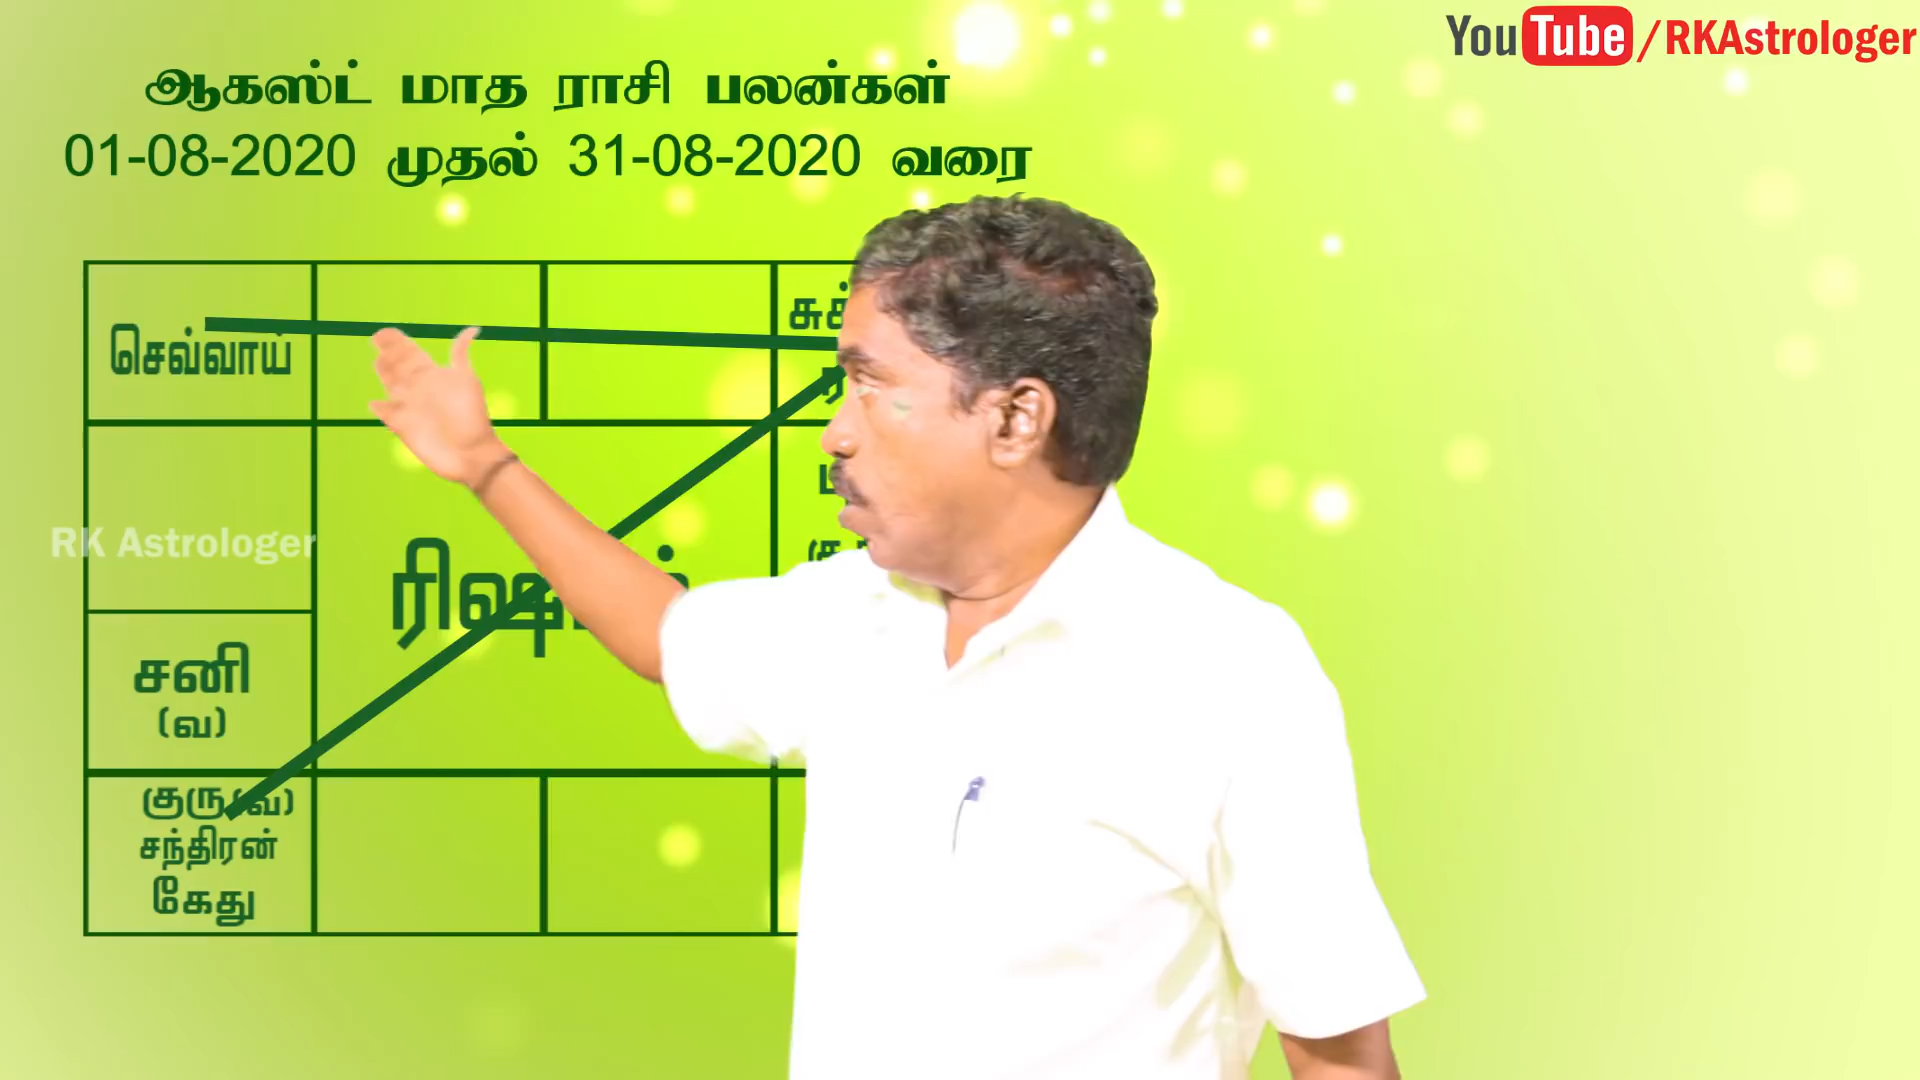 YouTube/RKAstrologer
ஆகஸ்ட் மாத ராசி பலன்கள்
01-08-2020 முதல் 31-08-2020 வரை
செவ்வாய்
RK Astrologer
சனி
(வ)
குரு(வ)
சந்திரன்
கேது